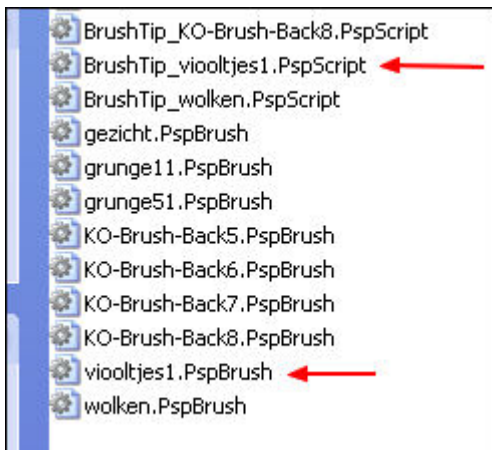 BrushTip_KO-Brush-Back8.PspScript
BrushTip_viooltjes1.PspScript
BrushTip_wolken.PspScript
gezicht.PspBrush
grunge11.PspBrush
grunge51.PspBrush
KO-Brush-Back5.PspBrush
KO-Brush-Back6.PspBrush
KO-Brush-Back7.PspBrush
KO-Brush-Back8.PspBrush
viooltjes1.PspBrush
wolken.PspBrush